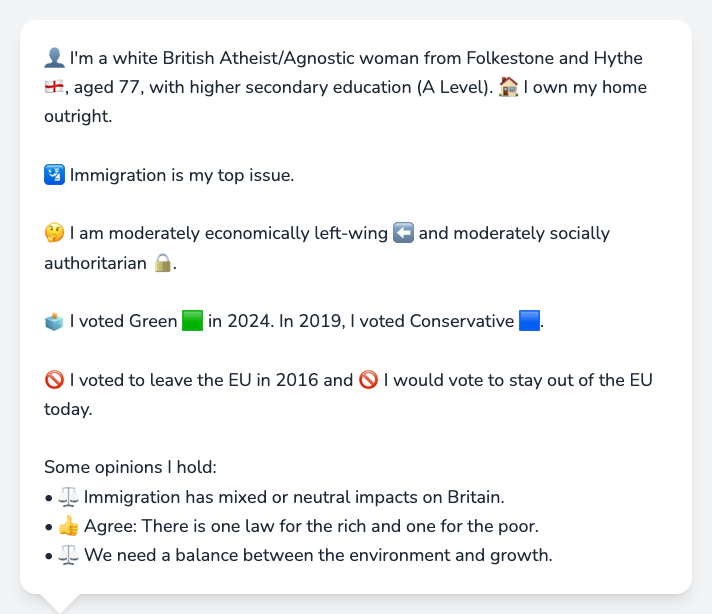 👤 I'm a white British Atheist/Agnostic woman from Folkestone and Hythe
🏴󠁧󠁢󠁥󠁮󠁧󠁿, aged 77, with higher secondary education (A Level). 🏠 I own my home
outright.
🛂 Immigration is my top issue.
🤔 I am moderately economically left-wing ⬅️ and moderately socially
authoritarian 🔒.
🗳️ I voted Green 🟩 in 2024. In 2019, I voted Conservative 🟦.
🚫 I voted to leave the EU in 2016 and 🚫 I would vote to stay out of the EU
today.
Some opinions I hold:
• ⚖️ Immigration has mixed or neutral impacts on Britain.
• 👍 Agree: There is one law for the rich and one for the poor.
• ⚖️ We need a balance between the environment and growth.